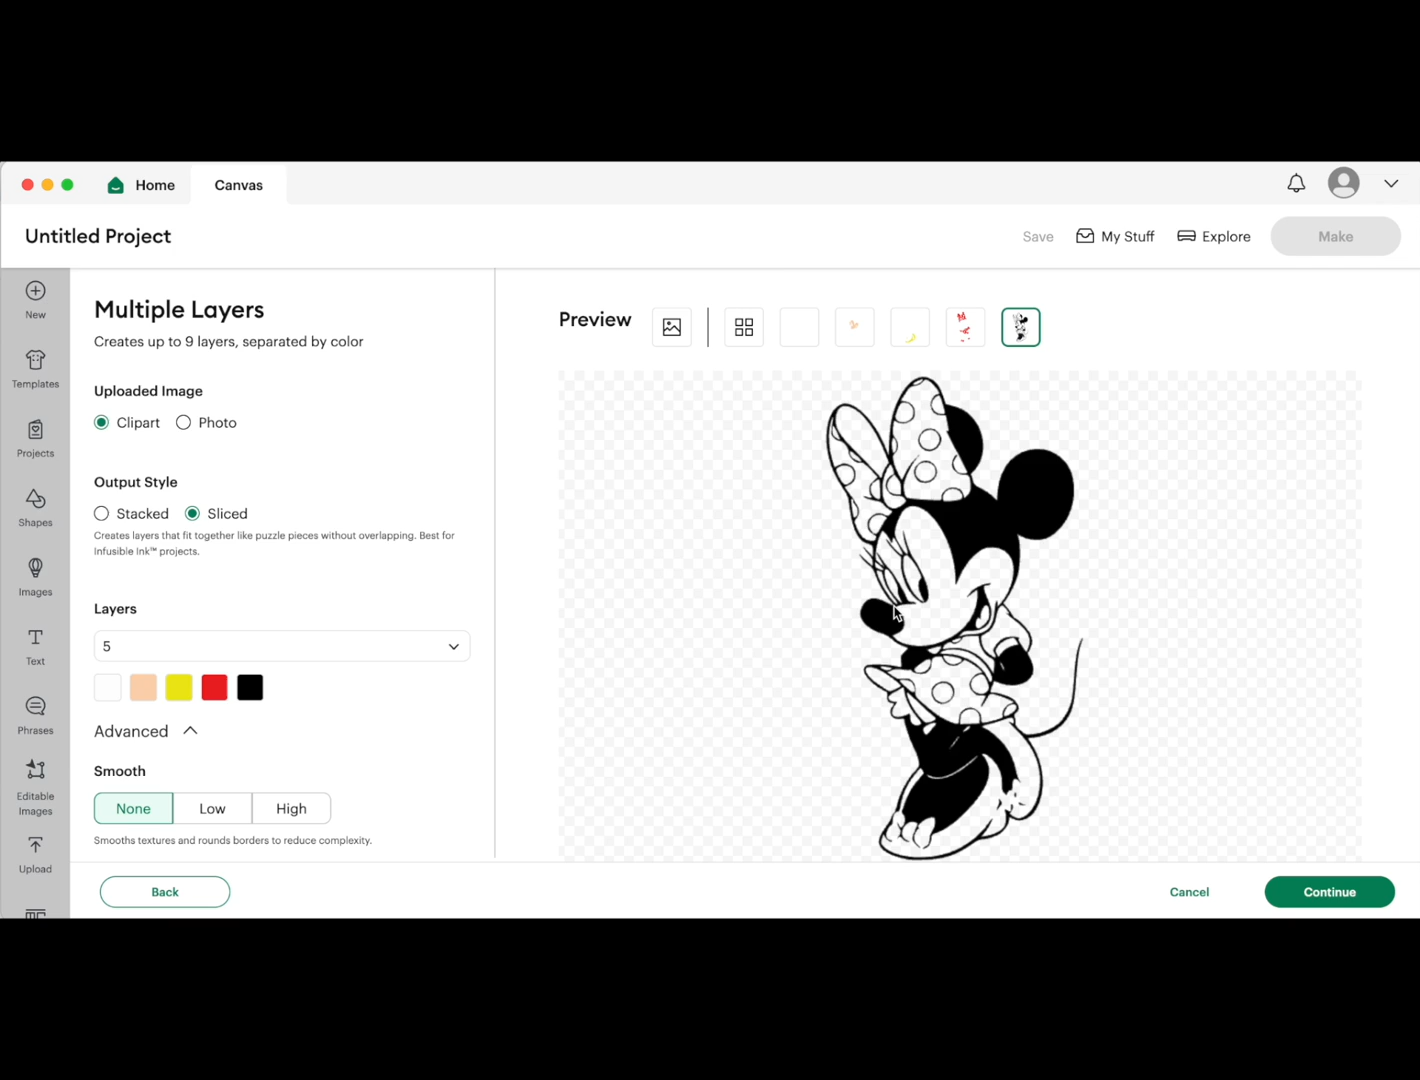 Home
Canvas
Untitled Project
Save
My Stuff
Explore
Make
New
Templates
Projects
Shapes
Images
Text
Phrases
Editable
Images
Upload
Multiple Layers
Creates up to 9 layers, separated by color
Uploaded Image
Clipart
Photo
Output Style
Stacked
Sliced
Creates layers that fit together like puzzle pieces without overlapping. Best for
Infusible Ink™ projects.
Layers
5
Advanced
Smooth
None
Low
High
Smooths textures and rounds borders to reduce complexity.
Preview
Back
Cancel
Continue